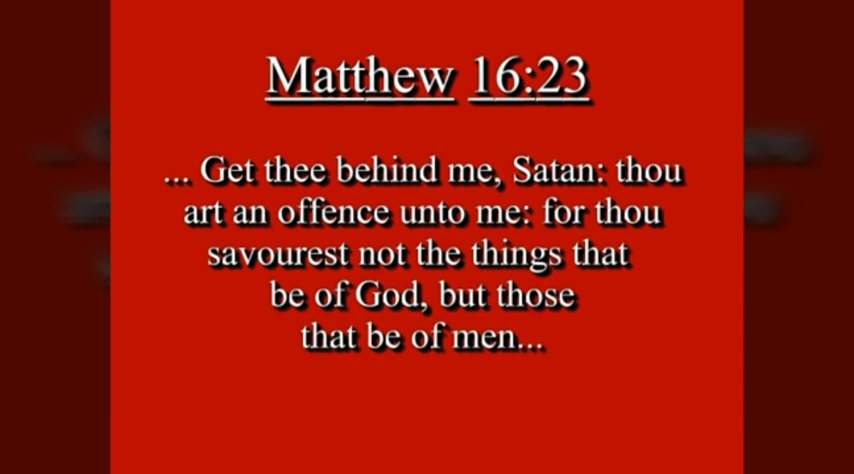 Matthew 16:23
... Get thee behind me, Satan: thou
art an offence unto me: for thou
savourest not the things that
be of God, but those
that be of men...